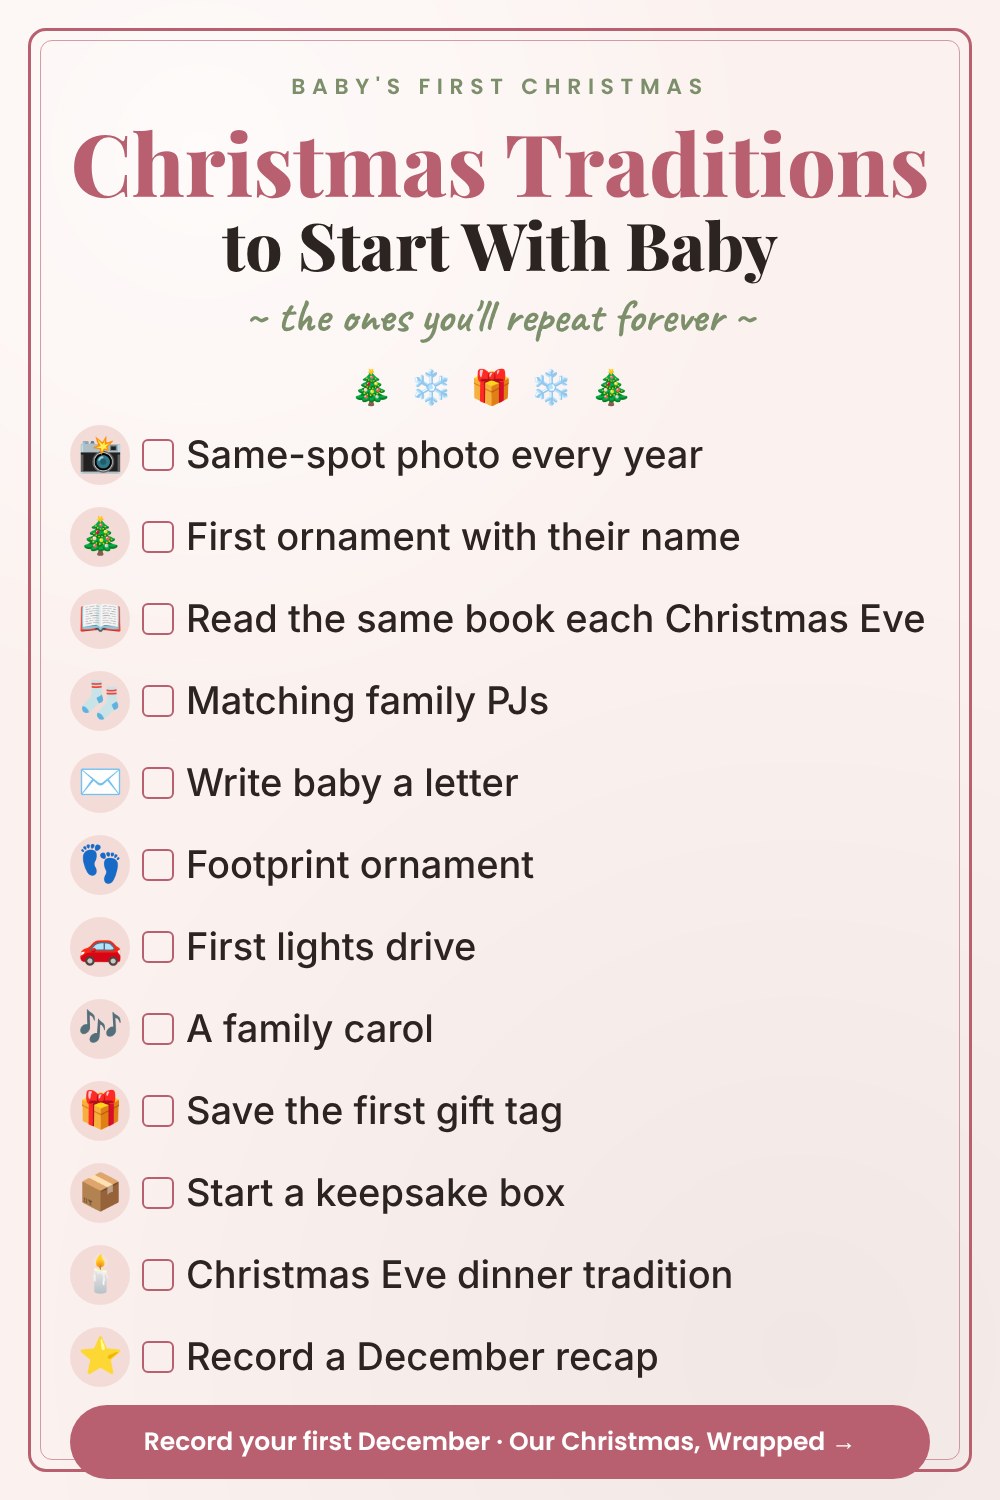 BABY'S FIRST CHRISTMAS
Christmas Traditions
to Start With Baby
~ the ones you'll repeat forever ~
Same-spot photo every year
First ornament with their name
Read the same book each Christmas Eve
Matching family PJs
Write baby a letter
Footprint ornament
First lights drive
A family carol
Save the first gift tag
Start a keepsake box
Christmas Eve dinner tradition
Record a December recap
Record your first December · Our Christmas, Wrapped →